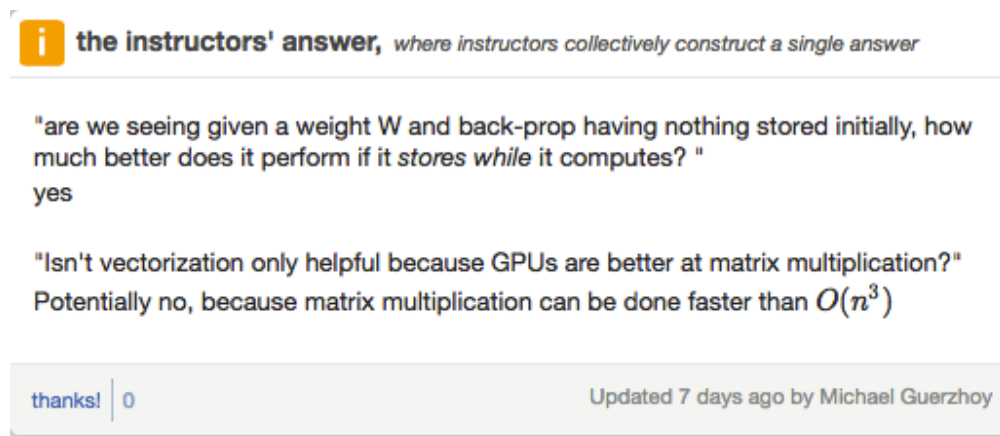 i the instructors' answer, where instructors collectively construct a single answer
"are we seeing given a weight W and back-prop having nothing stored initially, how
much better does it perform if it stores while it computes? "
yes
"Isn't vectorization only helpful because GPUs are better at matrix multiplication?"
Potentially no, because matrix multiplication can be done faster than O(n³)
thanks! 0 Updated 7 days ago by Michael Guerzhoy